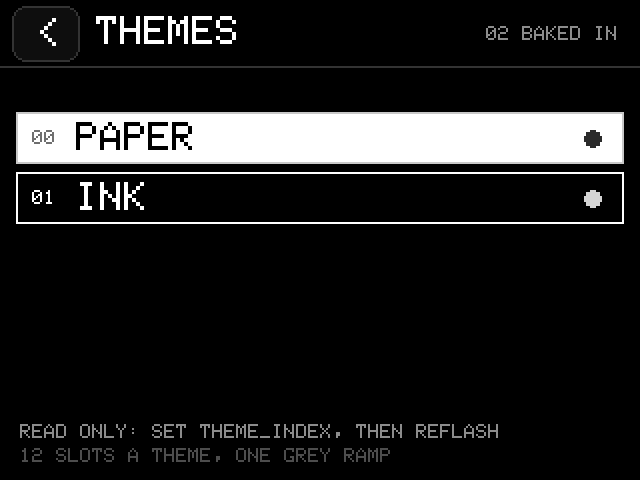 THEMES
02 BAKED IN
00 PAPER
01 INK
READ ONLY: SET THEME_INDEX, THEN REFLASH
12 SLOTS A THEME, ONE GREY RAMP